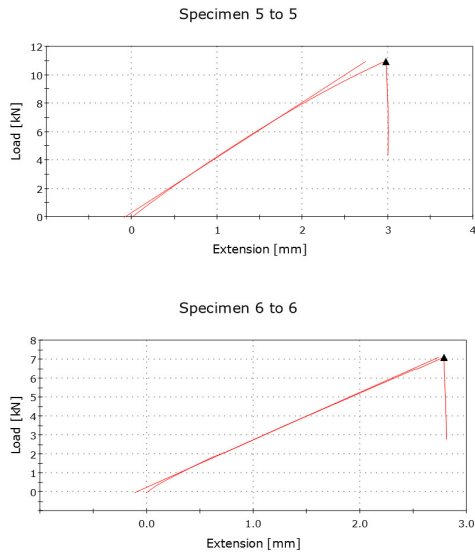 Specimen 5 to 5
12
10
8
6
4
2
0
Load [kN]
0 1 2 3 4
Extension [mm]
Specimen 6 to 6
8
7
6
5
4
3
2
1
0
Load [kN]
0.0 1.0 2.0 3.0
Extension [mm]